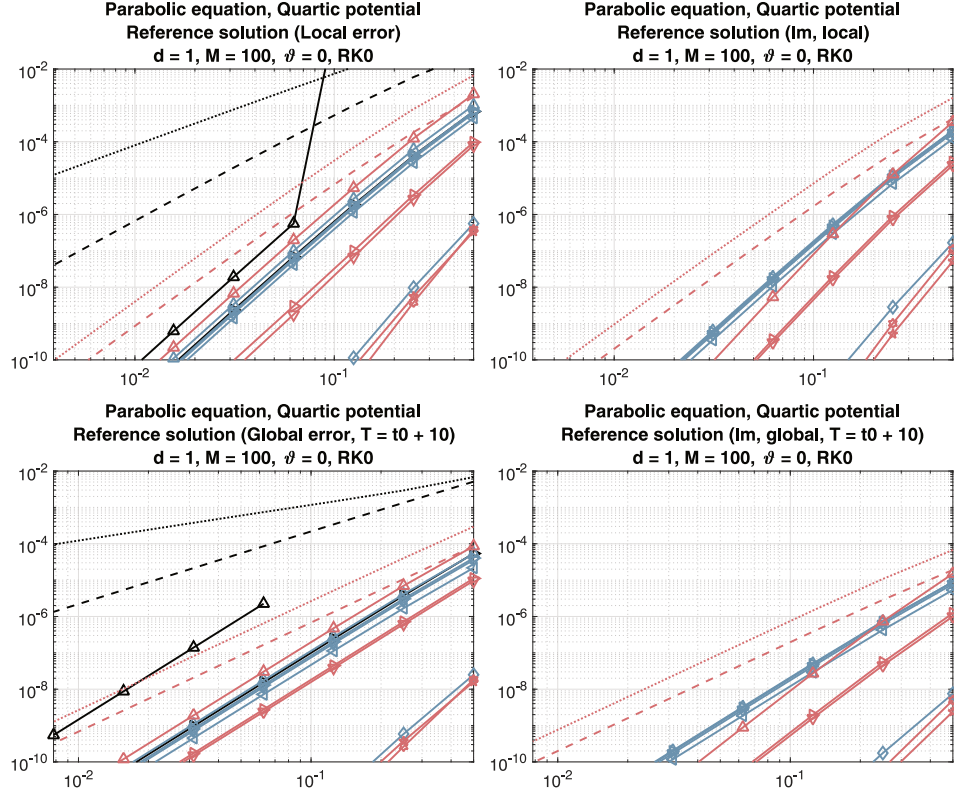 Parabolic equation, Quartic potential
Reference solution (Local error)
d = 1, M = 100, ϑ = 0, RK0
10^-2
10^-4
10^-6
10^-8
10^-10
10^-2
10^-1
Parabolic equation, Quartic potential
Reference solution (Im, local)
d = 1, M = 100, ϑ = 0, RK0
10^-2
10^-4
10^-6
10^-8
10^-10
10^-2
10^-1
Parabolic equation, Quartic potential
Reference solution (Global error, T = t0 + 10)
d = 1, M = 100, ϑ = 0, RK0
10^-2
10^-4
10^-6
10^-8
10^-10
10^-2
10^-1
Parabolic equation, Quartic potential
Reference solution (Im, global, T = t0 + 10)
d = 1, M = 100, ϑ = 0, RK0
10^-2
10^-4
10^-6
10^-8
10^-10
10^-2
10^-1